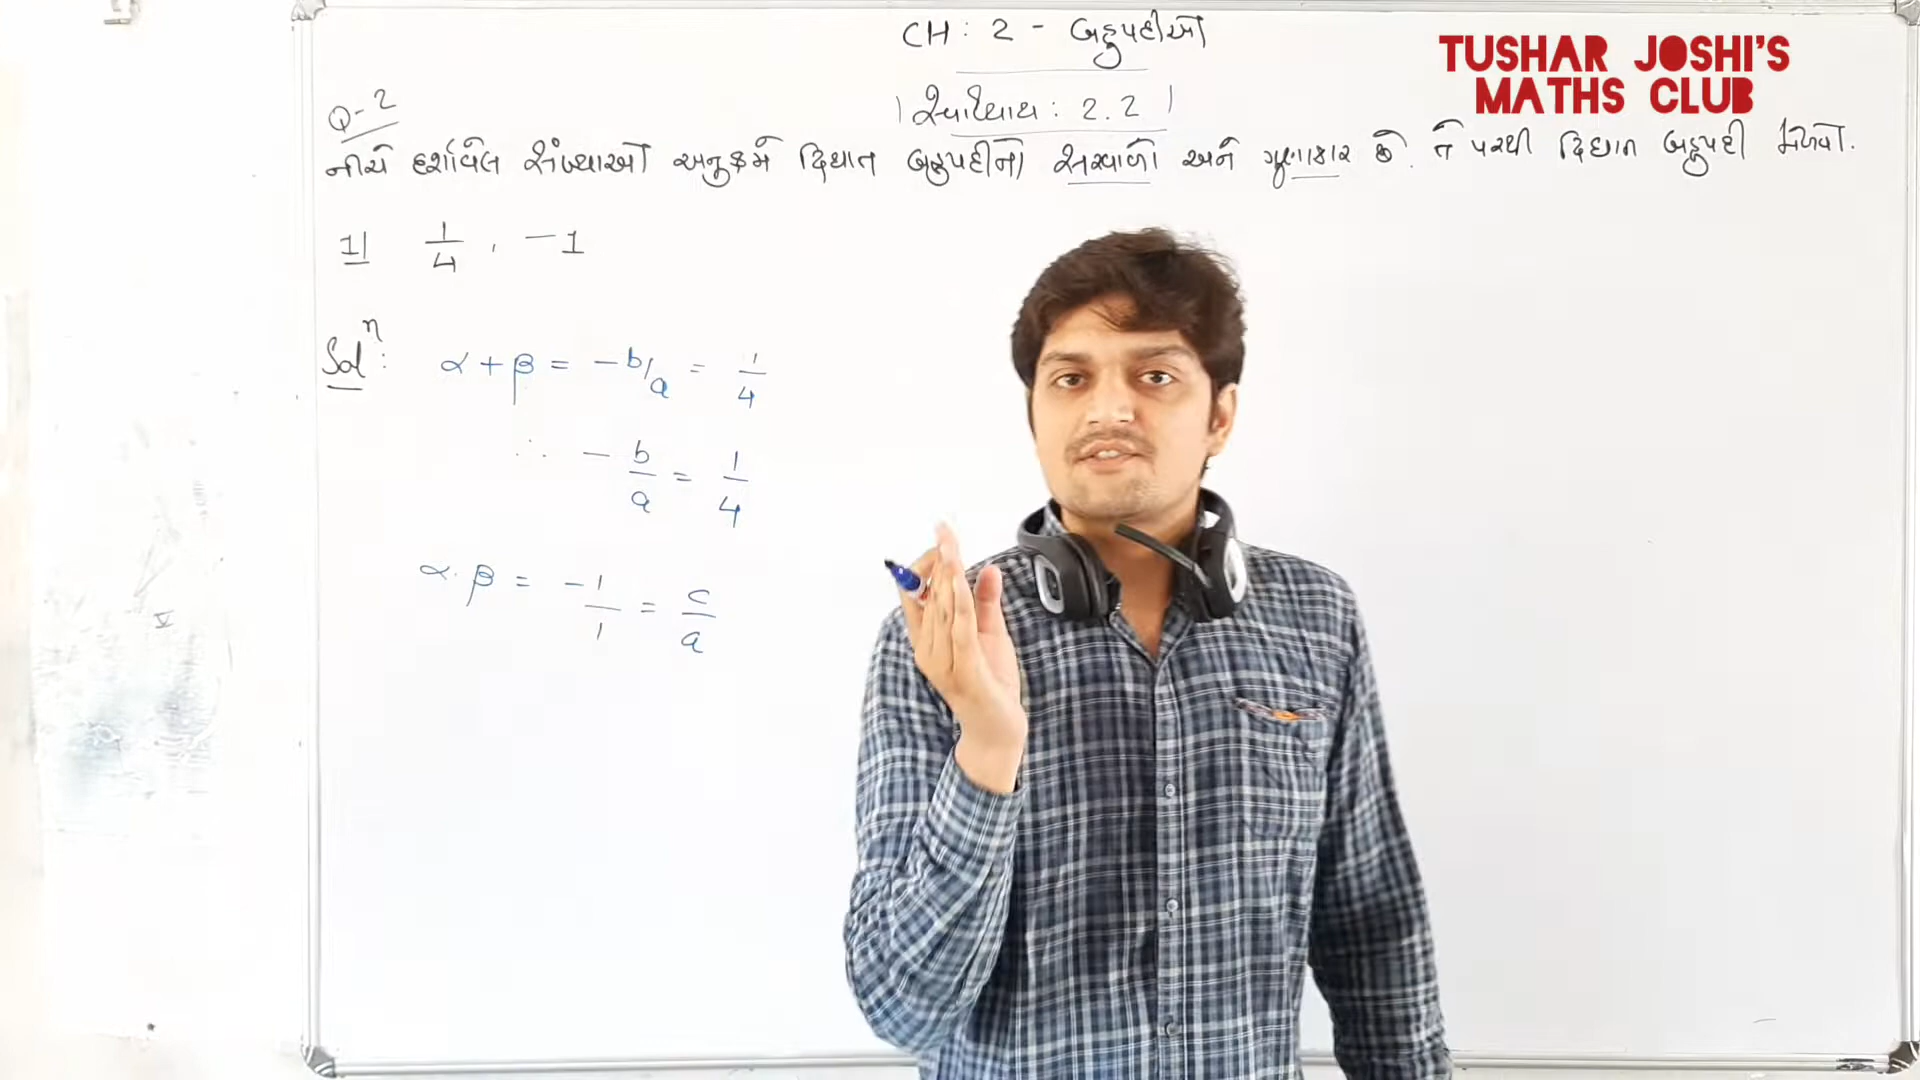 CH : 2 - બહુપદીઓ
TUSHAR JOSHI'S
MATHS CLUB
સ્વાધ્યાય : 2.2
Q-2
નીચે દર્શાવેલ સંખ્યાઓ અનુક્રમે દ્વિઘાત બહુપદીનો સરવાળો અને ગુણાકાર છે. તે પરથી દ્વિઘાત બહુપદી મેળવો.
1) 1/4 , -1
Solⁿ : α + β = -b/a = 1/4
∴ - b/a = 1/4
α · β = -1/1 = c/a